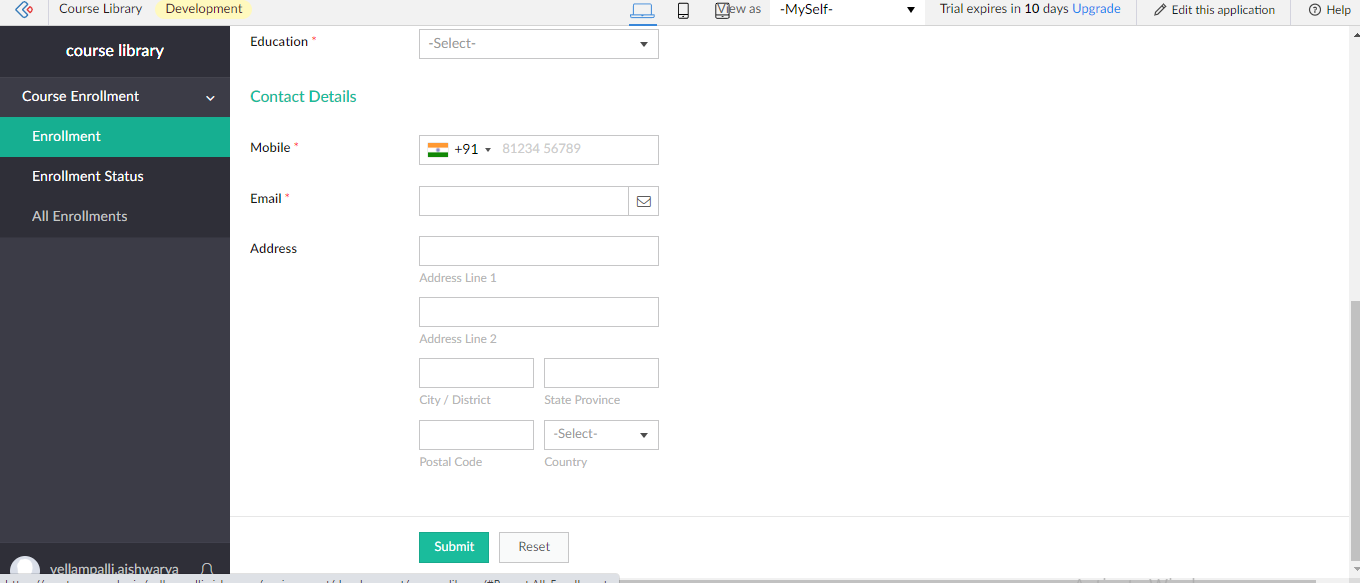 Course Library Development View as -MySelf- Trial expires in 10 days Upgrade Edit this application Help
course library
Course Enrollment
Enrollment
Enrollment Status
All Enrollments
vellampalli.aishwarya
Education *
-Select-
Contact Details
Mobile *
+91 81234 56789
Email *
Address
Address Line 1
Address Line 2
City / District State Province
-Select-
Postal Code Country
Submit Reset